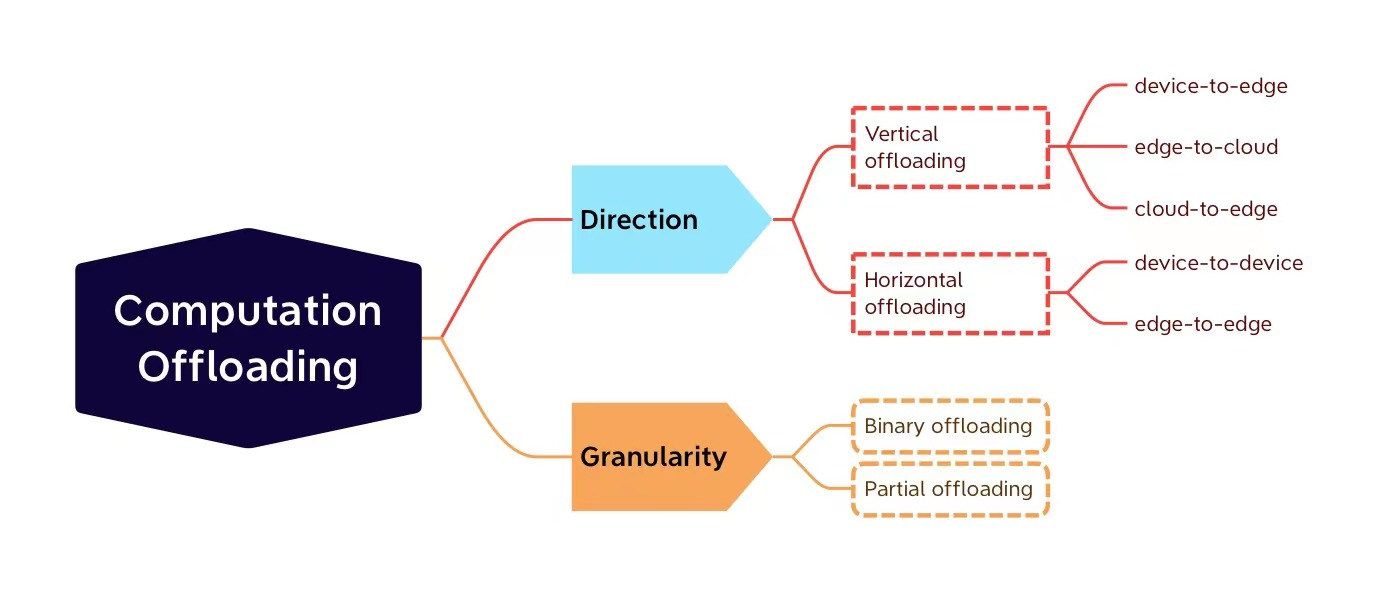 Computation
Offloading
Direction
Vertical
offloading
device-to-edge
edge-to-cloud
cloud-to-edge
Horizontal
offloading
device-to-device
edge-to-edge
Granularity
Binary offloading
Partial offloading